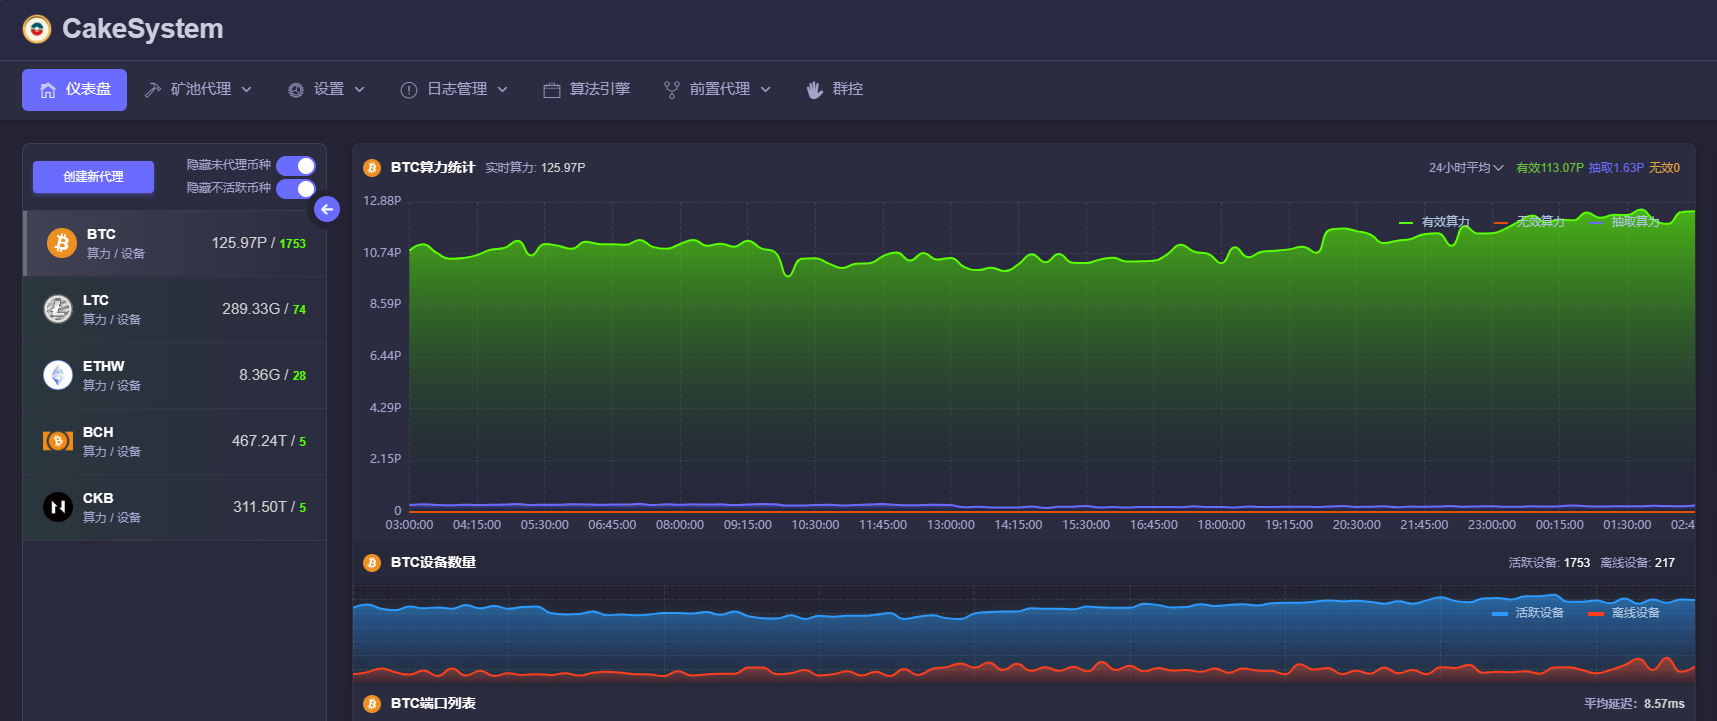 CakeSystem
仪表盘 矿池代理 设置 日志管理 算法引擎 前置代理 群控
创建新代理
隐藏未代理币种
隐藏不活跃币种
BTC
算力 / 设备
125.97P / 1753
LTC
算力 / 设备
289.33G / 74
ETHW
算力 / 设备
8.36G / 28
BCH
算力 / 设备
467.24T / 5
CKB
算力 / 设备
311.50T / 5
BTC算力统计 实时算力: 125.97P
24小时平均 有效113.07P 抽取1.63P 无效0
有效算力 无效算力 抽取算力
12.88P
10.74P
8.59P
6.44P
4.29P
2.15P
0
03:00:00 04:15:00 05:30:00 06:45:00 08:00:00 09:15:00 10:30:00 11:45:00 13:00:00 14:15:00 15:30:00 16:45:00 18:00:00 19:15:00 20:30:00 21:45:00 23:00:00 00:15:00 01:30:00 02:4
BTC设备数量
活跃设备: 1753 离线设备: 217
活跃设备 离线设备
BTC端口列表
平均延迟: 8.57ms